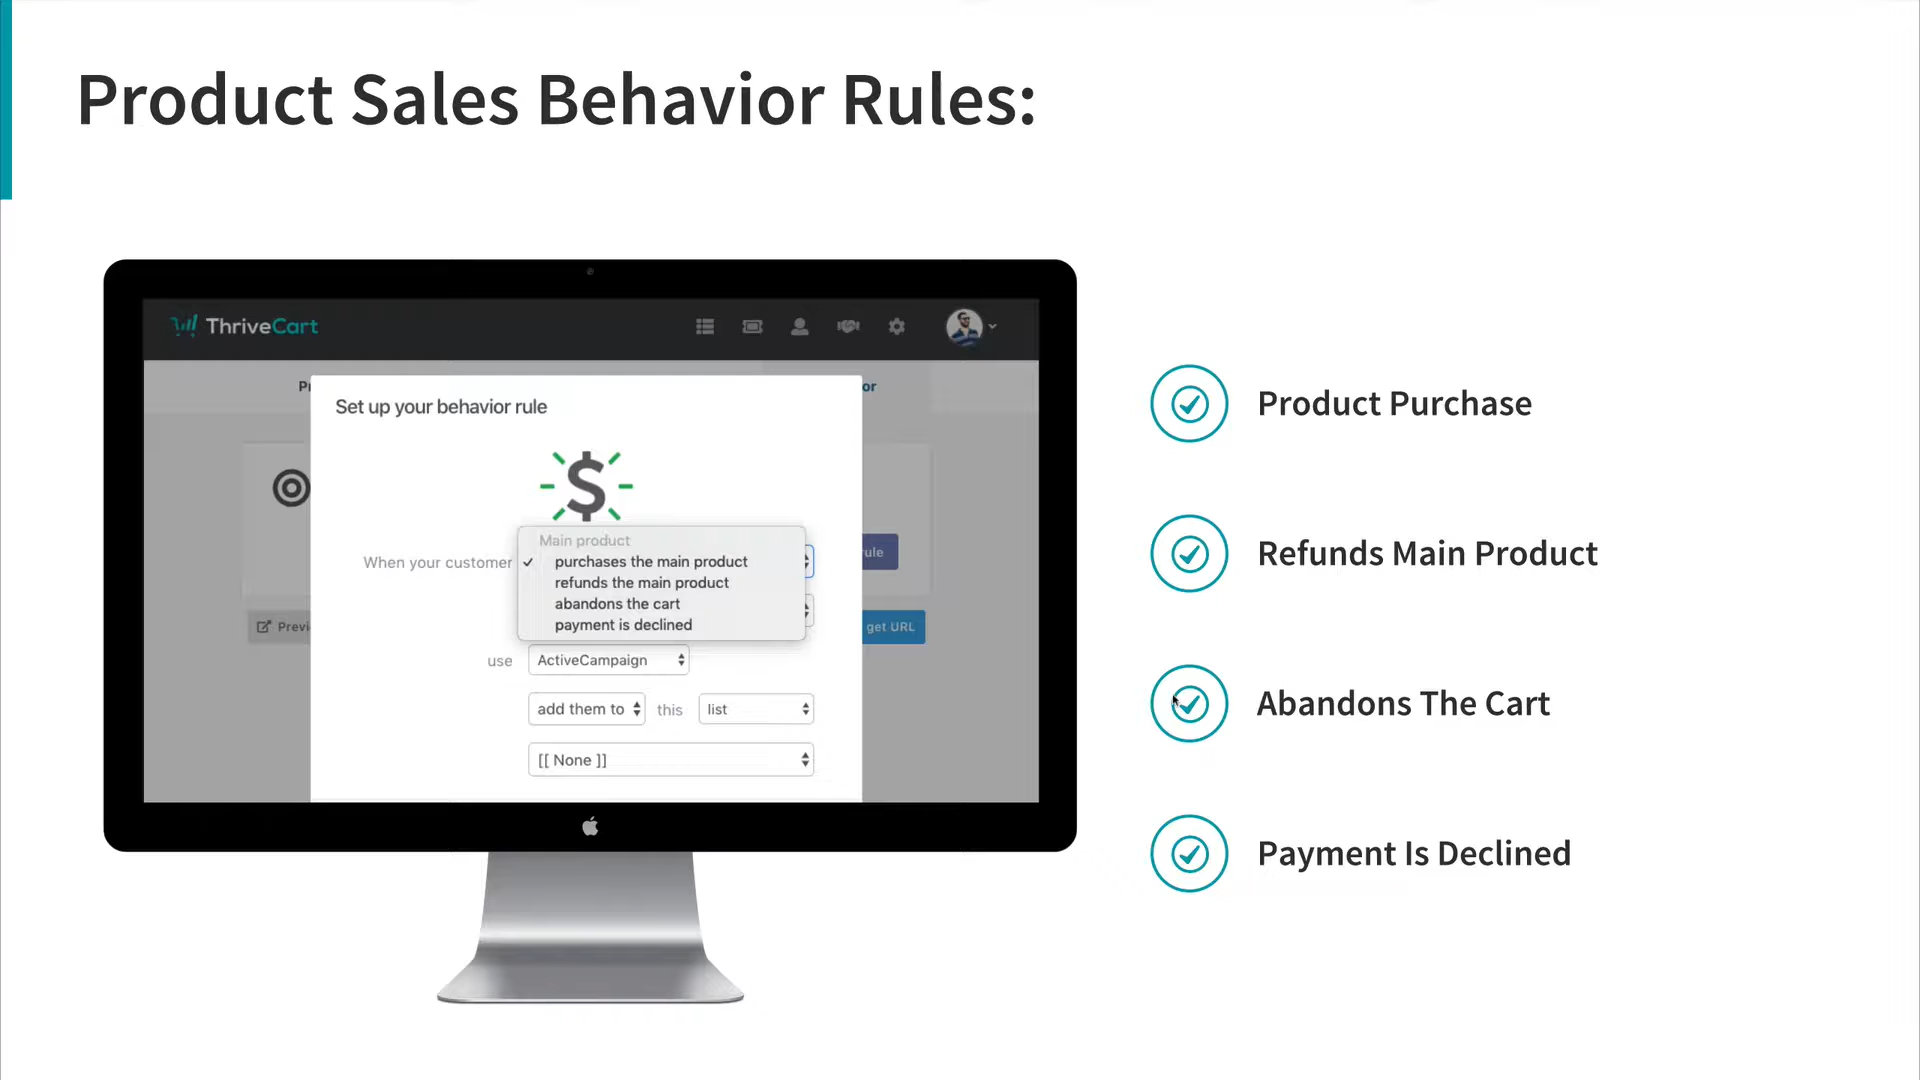 Product Sales Behavior Rules:
ThriveCart
Set up your behavior rule
Main product
When your customer ✓ purchases the main product
refunds the main product
abandons the cart
payment is declined
get URL
use ActiveCampaign
add them to this list
[[ None ]]
Product Purchase
Refunds Main Product
Abandons The Cart
Payment Is Declined